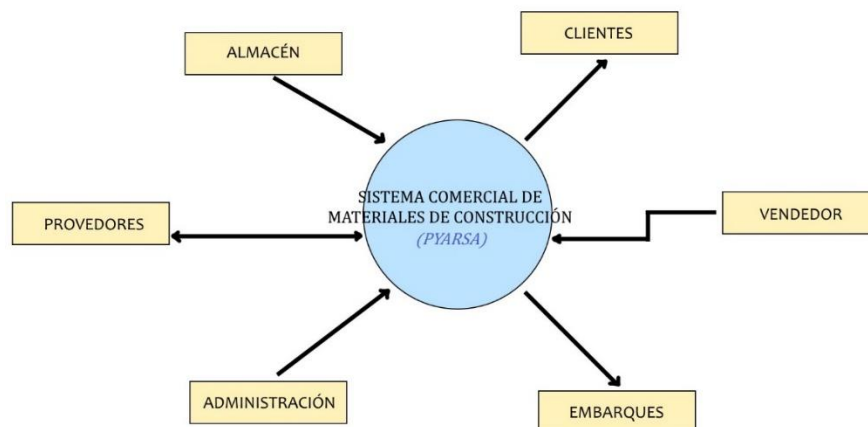 CLIENTES
ALMACÉN
SISTEMA COMERCIAL DE
MATERIALES DE CONSTRUCCIÓN
(PYARSA)
PROVEDORES
VENDEDOR
ADMINISTRACIÓN
EMBARQUES